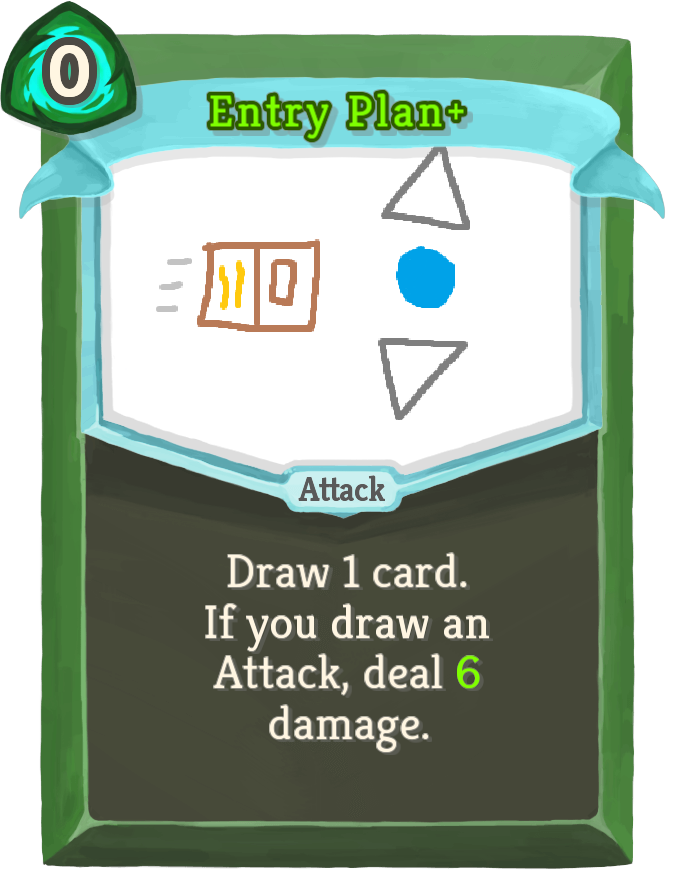 0
Entry Plan+
Attack
Draw 1 card.
If you draw an
Attack, deal 6
damage.